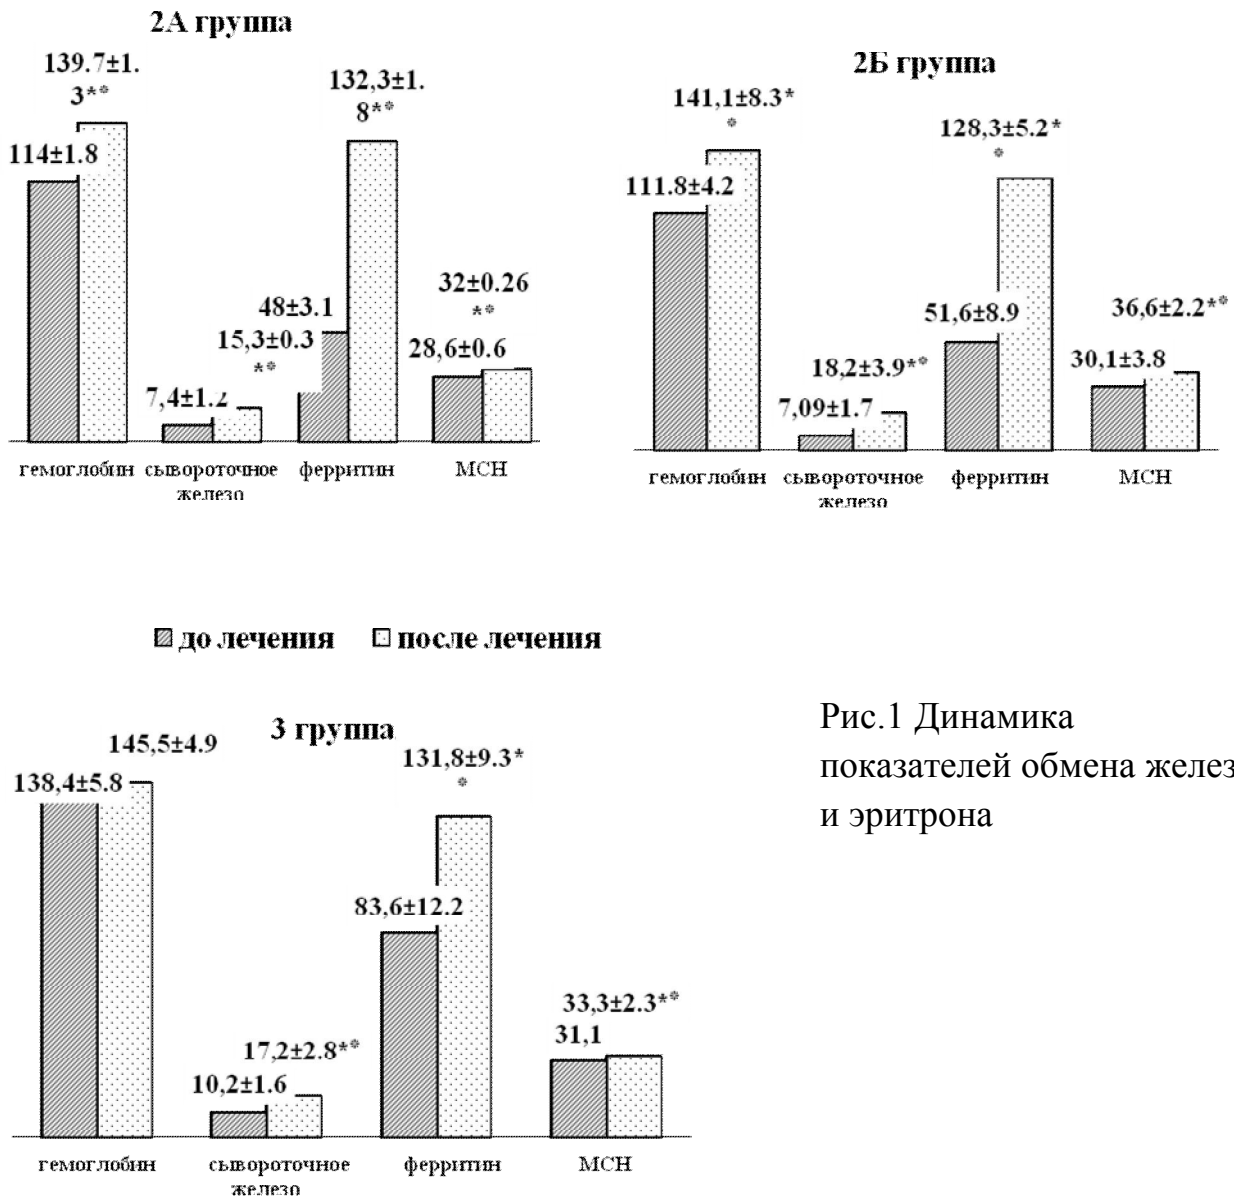 2А группа
139.7±1.
3**
132,3±1.
8**
114±1.8
48±3.1
32±0.26
**
15,3±0.3
**
28,6±0.6
7,4±1.2
гемоглобин
сывороточное
железо
ферритин
МСН
2Б группа
141,1±8.3*
*
128,3±5.2*
*
111.8±4.2
51,6±8.9
36,6±2.2**
18,2±3.9**
30,1±3.8
7,09±1.7
гемоглобин
сывороточное
железо
ферритин
МСН
до лечения
после лечения
3 группа
145,5±4.9
131,8±9.3*
*
138,4±5.8
83,6±12.2
33,3±2.3**
31,1
17,2±2.8**
10,2±1.6
гемоглобин
сывороточное
железо
ферритин
МСН
Рис.1 Динамика
показателей обмена желез
и эритрона